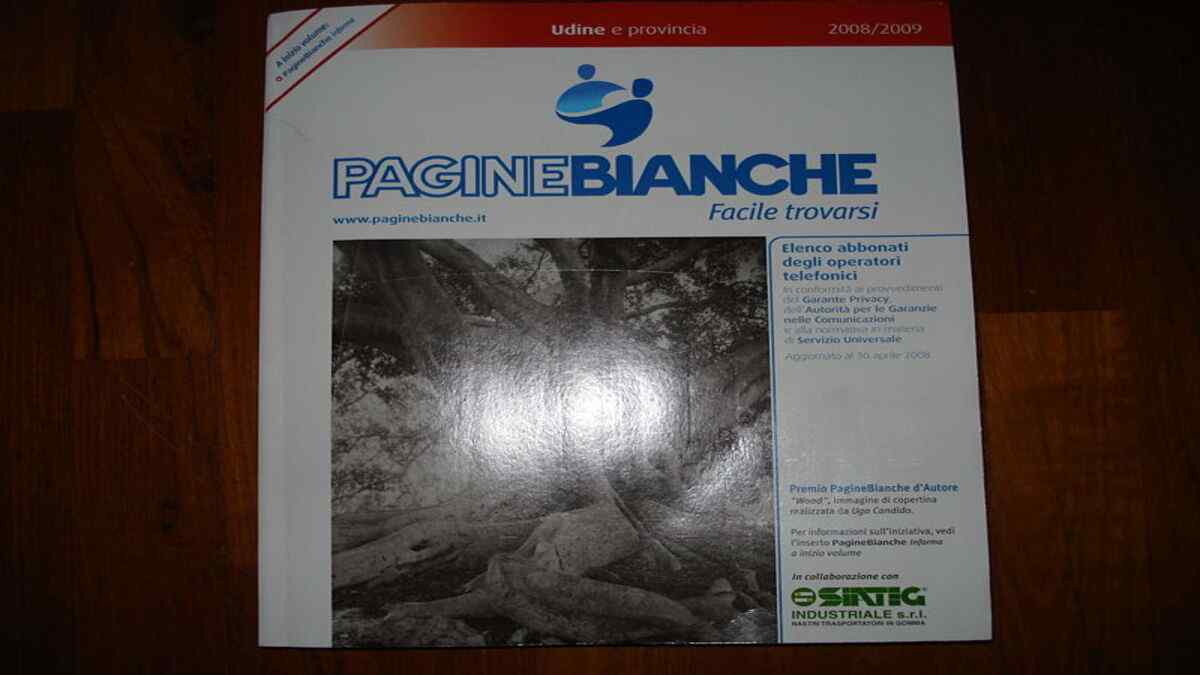 A inizio volume:
PagineBianche Informa
Udine e provincia 2008/2009
PAGINEBIANCHE
www.paginebianche.it Facile trovarsi
Elenco abbonati
degli operatori
telefonici
In conformità ai provvedimenti
del Garante Privacy,
dell'Autorità per le Garanzie
nelle Comunicazioni
e alla normativa in materia
di Servizio Universale
Aggiornato al 30 aprile 2008
Premio PagineBianche d'Autore
"Wood", immagine di copertina
realizzata da Ugo Candido.
Per informazioni sull'iniziativa, vedi
l'inserto PagineBianche Informa
a inizio volume
In collaborazione con
SIATEG
INDUSTRIALE s.r.l.
NASTRI TRASPORTATORI IN GOMMA